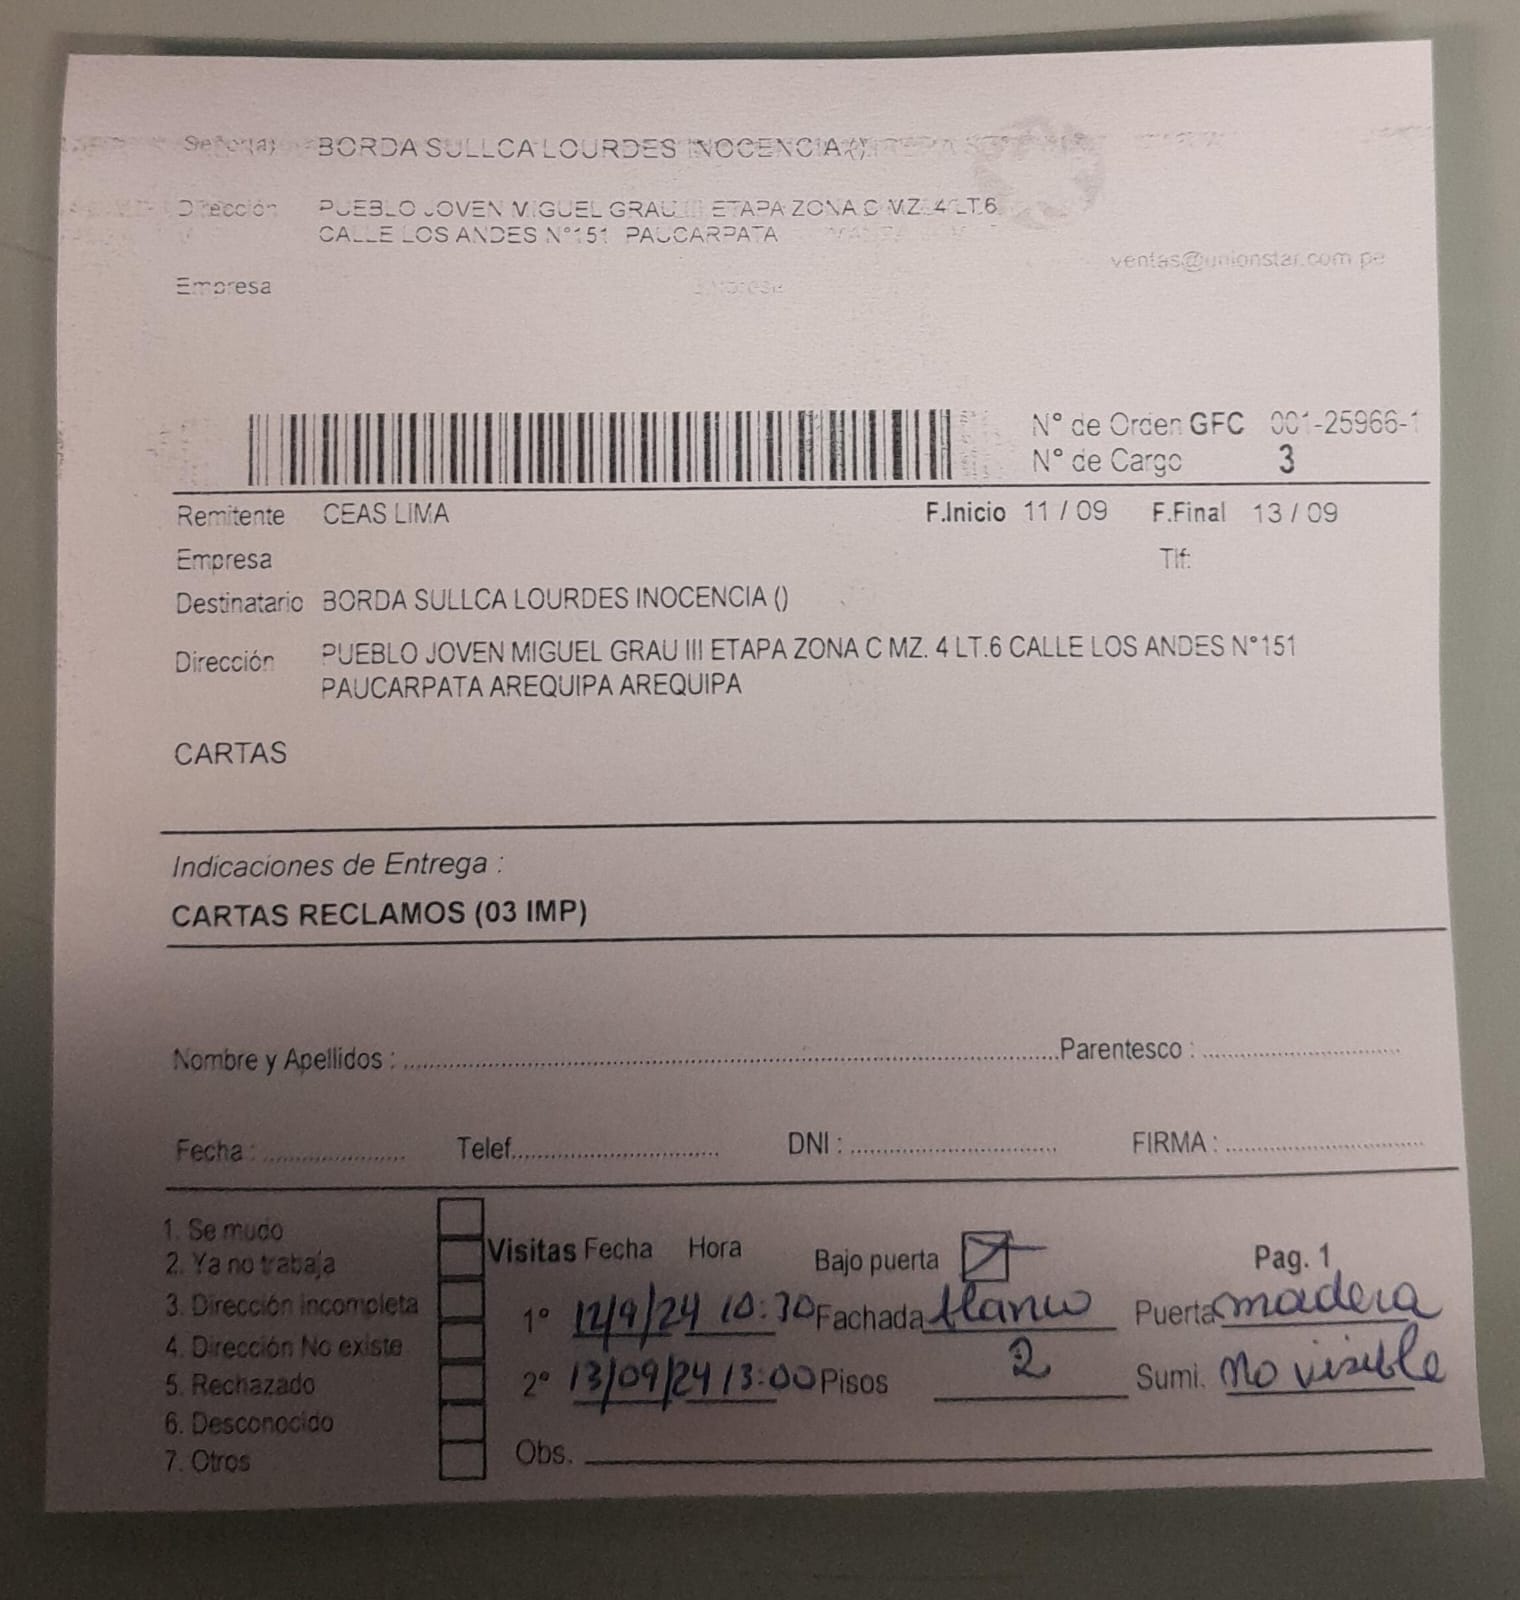 Señor(a) BORDA SULLCA LOURDES INOCENCIA ()
Dirección PUEBLO JOVEN MIGUEL GRAU III ETAPA ZONA C MZ. 4 LT.6
CALLE LOS ANDES N°151 PAUCARPATA
ventas@unionstar.com.pe
Empresa
N° de Orden GFC 001-25966-1
N° de Cargo 3
Remitente CEAS LIMA F.Inicio 11 / 09 F.Final 13 / 09
Empresa Tlf:
Destinatario BORDA SULLCA LOURDES INOCENCIA ()
Dirección PUEBLO JOVEN MIGUEL GRAU III ETAPA ZONA C MZ. 4 LT.6 CALLE LOS ANDES N°151
PAUCARPATA AREQUIPA AREQUIPA
CARTAS
Indicaciones de Entrega :
CARTAS RECLAMOS (03 IMP)
Nombre y Apellidos : Parentesco :
Fecha : Telef. DNI : FIRMA :
1. Se mudo
2. Ya no trabaja
3. Dirección incompleta
4. Dirección No existe
5. Rechazado
6. Desconocido
7. Otros
Visitas Fecha Hora Bajo puerta Pag. 1
1° 12/9/24 10:30 Fachada blanco Puerta madera
2° 13/09/24 13:00 Pisos 2 Sumi. No visible
Obs.